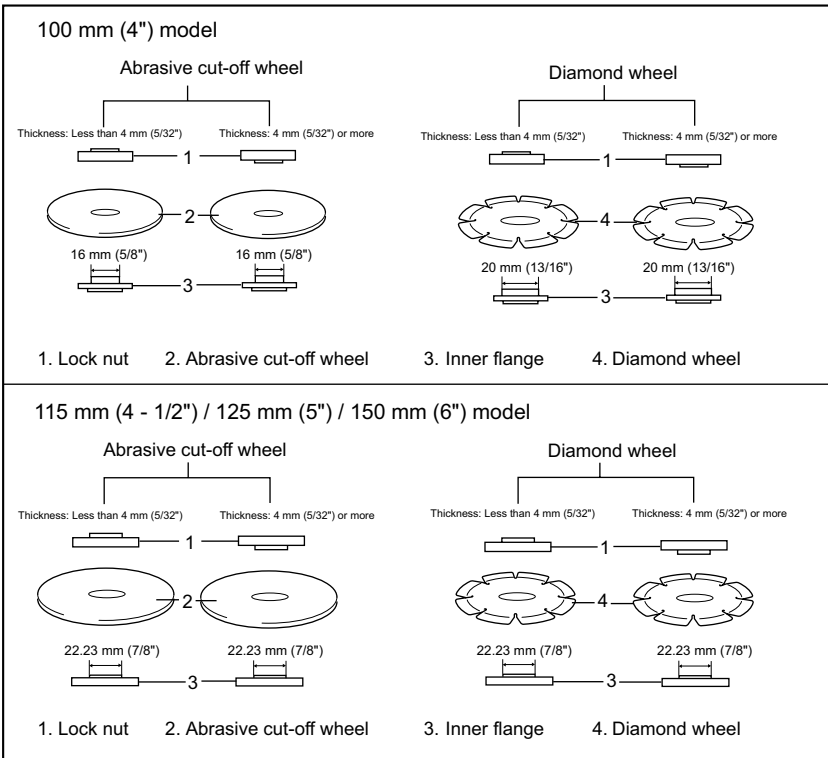 100 mm (4") model
Abrasive cut-off wheel
Diamond wheel
Thickness: Less than 4 mm (5/32")
Thickness: 4 mm (5/32") or more
Thickness: Less than 4 mm (5/32")
Thickness: 4 mm (5/32") or more
1
1
2
4
16 mm (5/8")
16 mm (5/8")
20 mm (13/16")
20 mm (13/16")
3
3
1. Lock nut
2. Abrasive cut-off wheel
3. Inner flange
4. Diamond wheel
115 mm (4 - 1/2") / 125 mm (5") / 150 mm (6") model
Abrasive cut-off wheel
Diamond wheel
Thickness: Less than 4 mm (5/32")
Thickness: 4 mm (5/32") or more
Thickness: Less than 4 mm (5/32")
Thickness: 4 mm (5/32") or more
1
1
2
4
22.23 mm (7/8")
22.23 mm (7/8")
22.23 mm (7/8")
22.23 mm (7/8")
3
3
1. Lock nut
2. Abrasive cut-off wheel
3. Inner flange
4. Diamond wheel